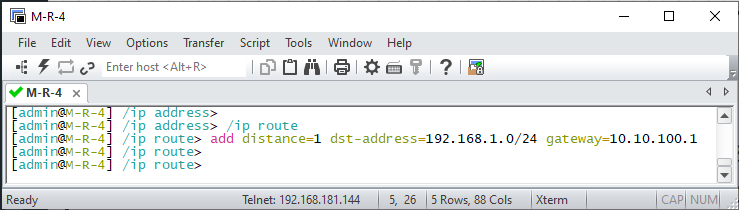 M-R-4
File Edit View Options Transfer Script Tools Window Help
Enter host <Alt+R>
M-R-4
[admin@M-R-4] /ip address>
[admin@M-R-4] /ip address> /ip route
[admin@M-R-4] /ip route> add distance=1 dst-address=192.168.1.0/24 gateway=10.10.100.1
[admin@M-R-4] /ip route>
[admin@M-R-4] /ip route>
Ready Telnet: 192.168.181.144 5, 26 5 Rows, 88 Cols Xterm CAP NUM